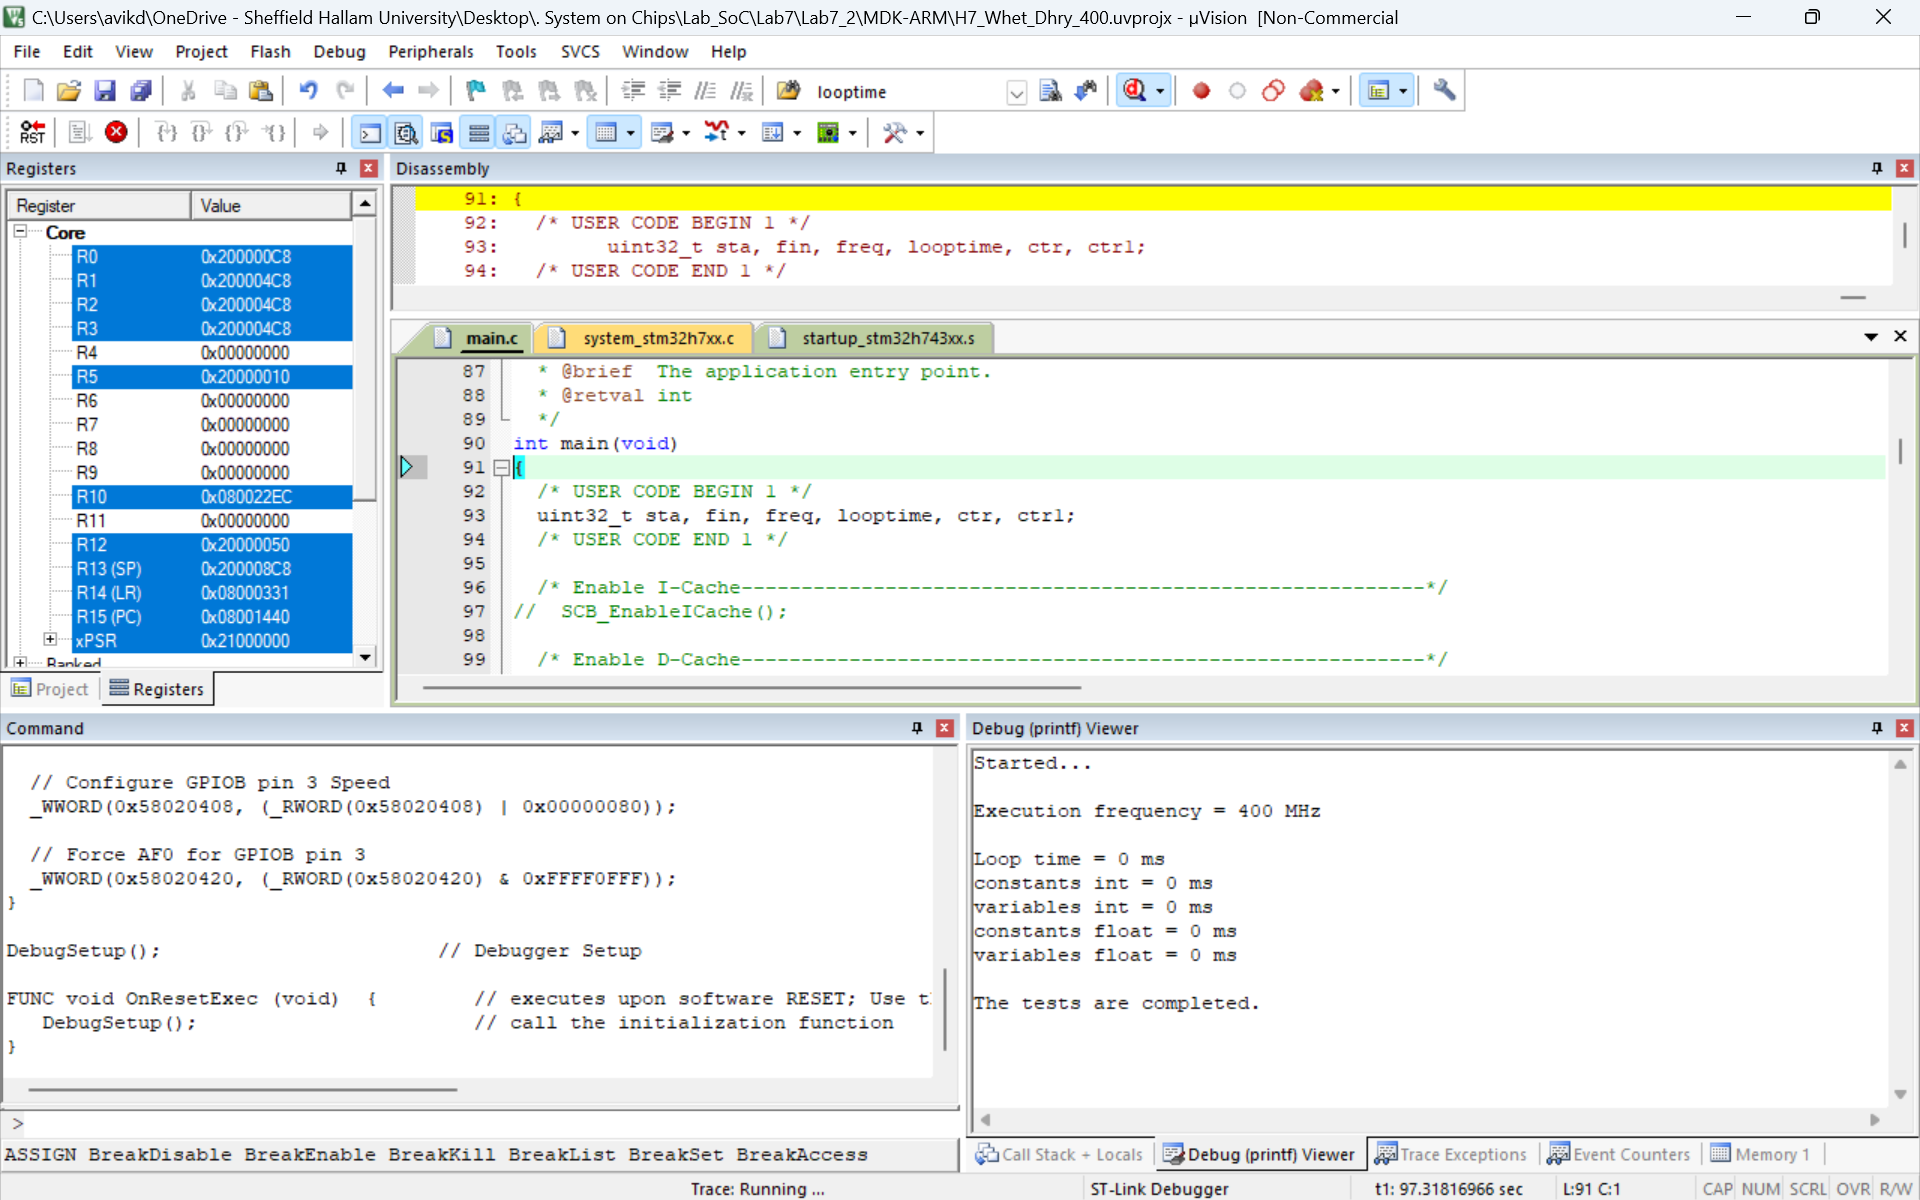 C:\Users\avikd\OneDrive - Sheffield Hallam University\Desktop\. System on Chips\Lab_SoC\Lab7\Lab7_2\MDK-ARM\H7_Whet_Dhry_400.uvprojx - µVision  [Non-Commercial
File Edit View Project Flash Debug Peripherals Tools SVCS Window Help
looptime
RST
Registers
Register Value
Core
R0 0x200000C8
R1 0x200004C8
R2 0x200004C8
R3 0x200004C8
R4 0x00000000
R5 0x20000010
R6 0x00000000
R7 0x00000000
R8 0x00000000
R9 0x00000000
R10 0x080022EC
R11 0x00000000
R12 0x20000050
R13 (SP) 0x200008C8
R14 (LR) 0x08000331
R15 (PC) 0x08001440
xPSR 0x21000000
Banked
Project Registers
Disassembly
91: {
92: /* USER CODE BEGIN 1 */
93: uint32_t sta, fin, freq, looptime, ctr, ctrl;
94: /* USER CODE END 1 */
main.c system_stm32h7xx.c startup_stm32h743xx.s
87 * @brief  The application entry point.
88 * @retval int
89 */
90 int main(void)
91 {
92 /* USER CODE BEGIN 1 */
93 uint32_t sta, fin, freq, looptime, ctr, ctrl;
94 /* USER CODE END 1 */
95
96 /* Enable I-Cache---------------------------------------------------------*/
97 //  SCB_EnableICache();
98
99 /* Enable D-Cache---------------------------------------------------------*/
Command
// Configure GPIOB pin 3 Speed
_WWORD(0x58020408, (_RWORD(0x58020408) | 0x00000080));
// Force AF0 for GPIOB pin 3
_WWORD(0x58020420, (_RWORD(0x58020420) & 0xFFFF0FFF));
}
DebugSetup(); // Debugger Setup
FUNC void OnResetExec (void)  { // executes upon software RESET; Use t
DebugSetup(); // call the initialization function
}
>
ASSIGN BreakDisable BreakEnable BreakKill BreakList BreakSet BreakAccess
Debug (printf) Viewer
Started...
Execution frequency = 400 MHz
Loop time = 0 ms
constants int = 0 ms
variables int = 0 ms
constants float = 0 ms
variables float = 0 ms
The tests are completed.
Call Stack + Locals Debug (printf) Viewer Trace Exceptions Event Counters Memory 1
Trace: Running ... ST-Link Debugger t1: 97.31816966 sec L:91 C:1 CAP NUM SCRL OVR R/W